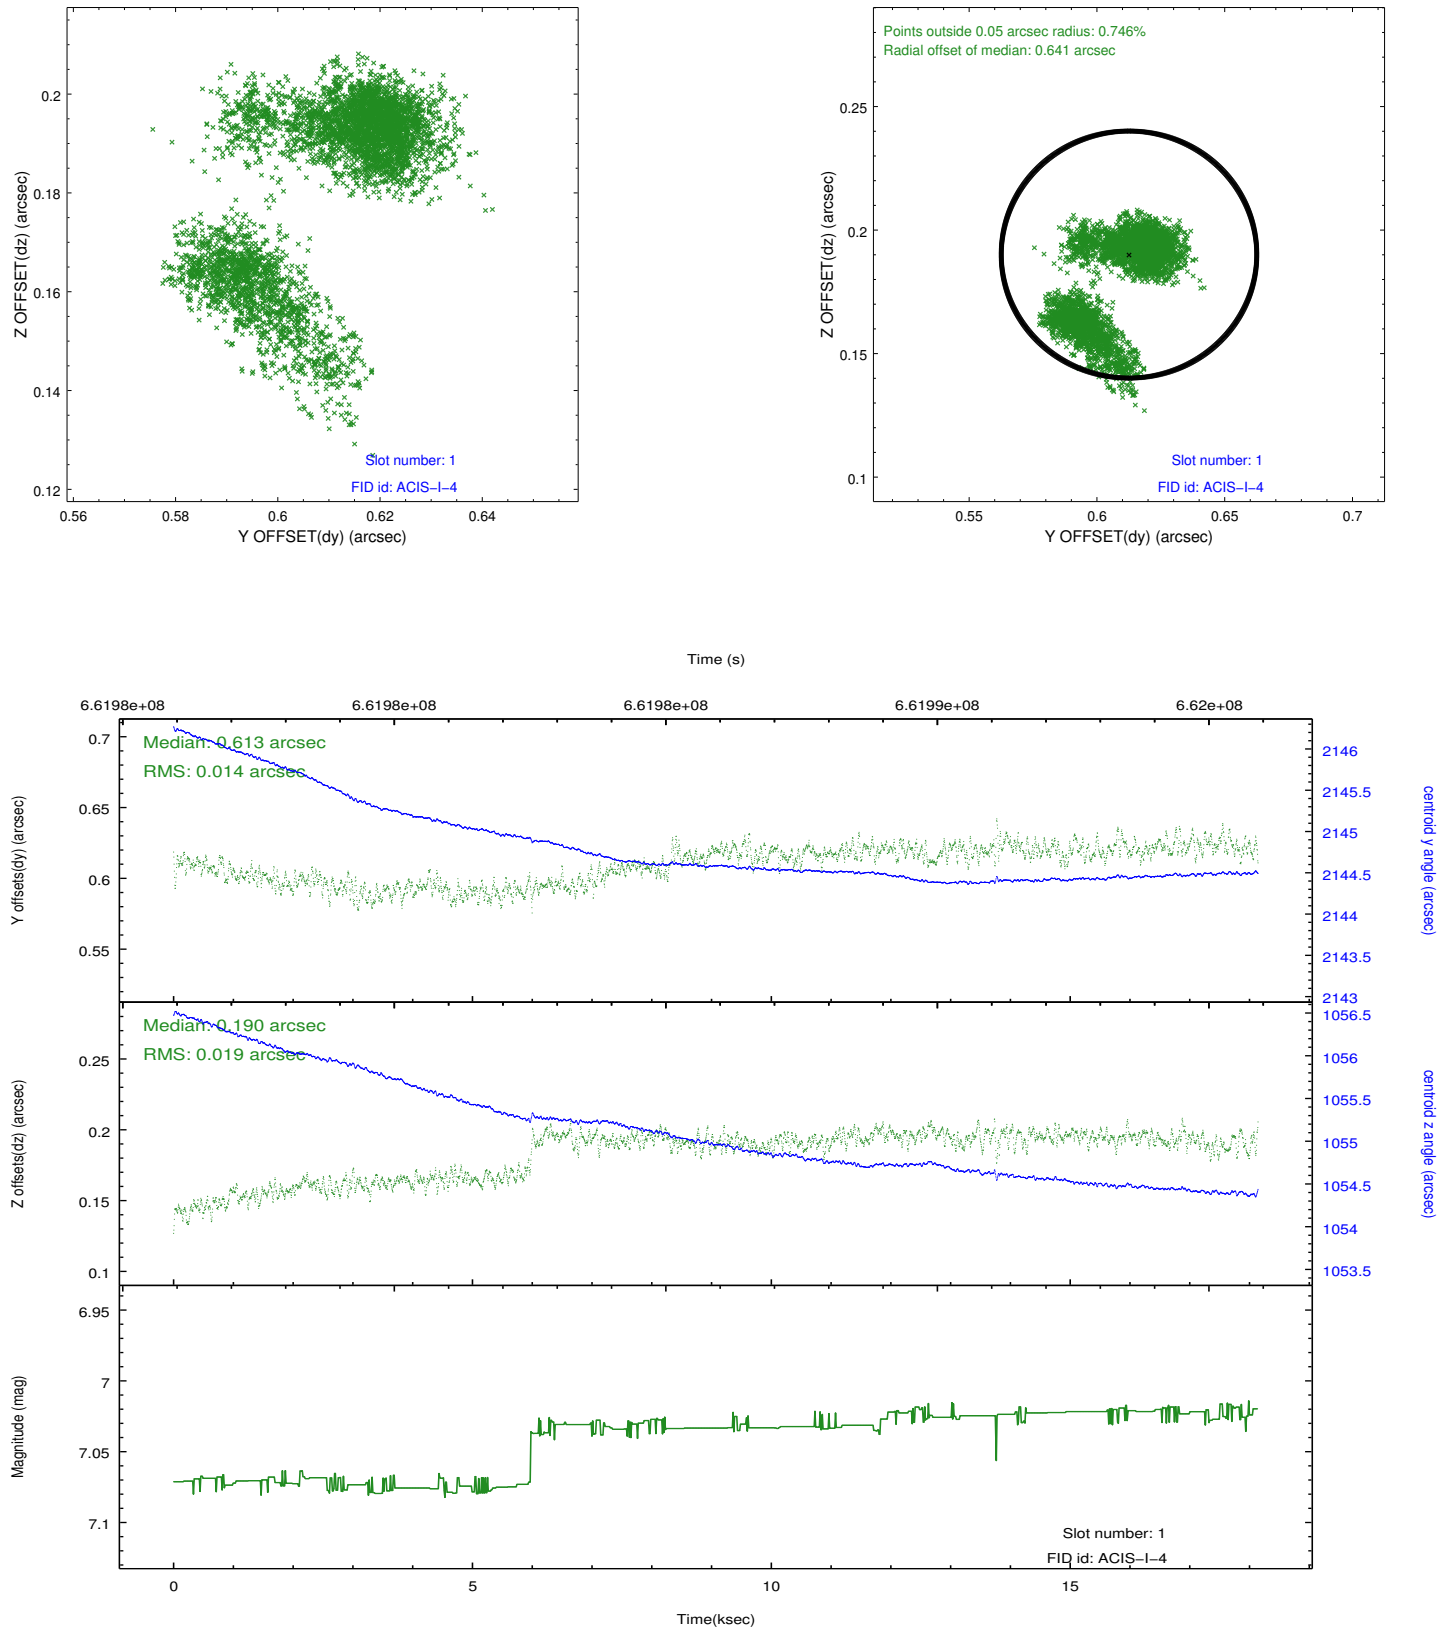 0.2
0.18
0.16
0.14
0.12
Z OFFSET(dz) (arcsec)
0.56 0.58 0.6 0.62 0.64
Y OFFSET(dy) (arcsec)
Slot number: 1
FID id: ACIS−I−4
Points outside 0.05 arcsec radius: 0.746%
Radial offset of median: 0.641 arcsec
0.25
0.2
0.15
0.1
Z OFFSET(dz) (arcsec)
0.55 0.6 0.65 0.7
Y OFFSET(dy) (arcsec)
Slot number: 1
FID id: ACIS−I−4
Time (s)
6.6198e+08 6.6198e+08 6.6198e+08 6.6199e+08 6.62e+08
Median: 0.613 arcsec
RMS: 0.014 arcsec
0.7
0.65
0.6
0.55
Y offsets(dy) (arcsec)
2146
2145.5
2145
2144.5
2144
2143.5
2143
centroid y angle (arcsec)
Median: 0.190 arcsec
RMS: 0.019 arcsec
0.25
0.2
0.15
0.1
Z offsets(dz) (arcsec)
1056.5
1056
1055.5
1055
1054.5
1054
1053.5
centroid z angle (arcsec)
6.95
7
7.05
7.1
Magnitude (mag)
Slot number: 1
FID id: ACIS−I−4
0 5 10 15
Time(ksec)